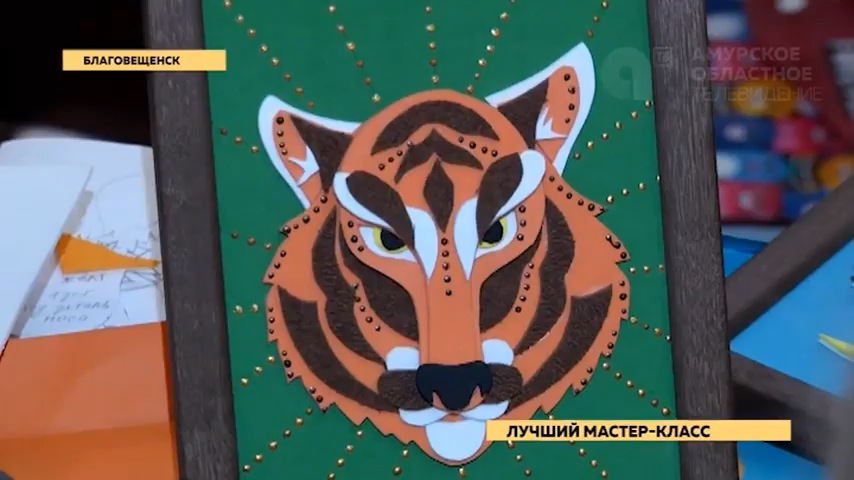 БЛАГОВЕЩЕНСК
АМУРСКОЕ
ОБЛАСТНОЕ
ТЕЛЕВИДЕНИЕ
ЛУЧШИЙ МАСТЕР-КЛАСС